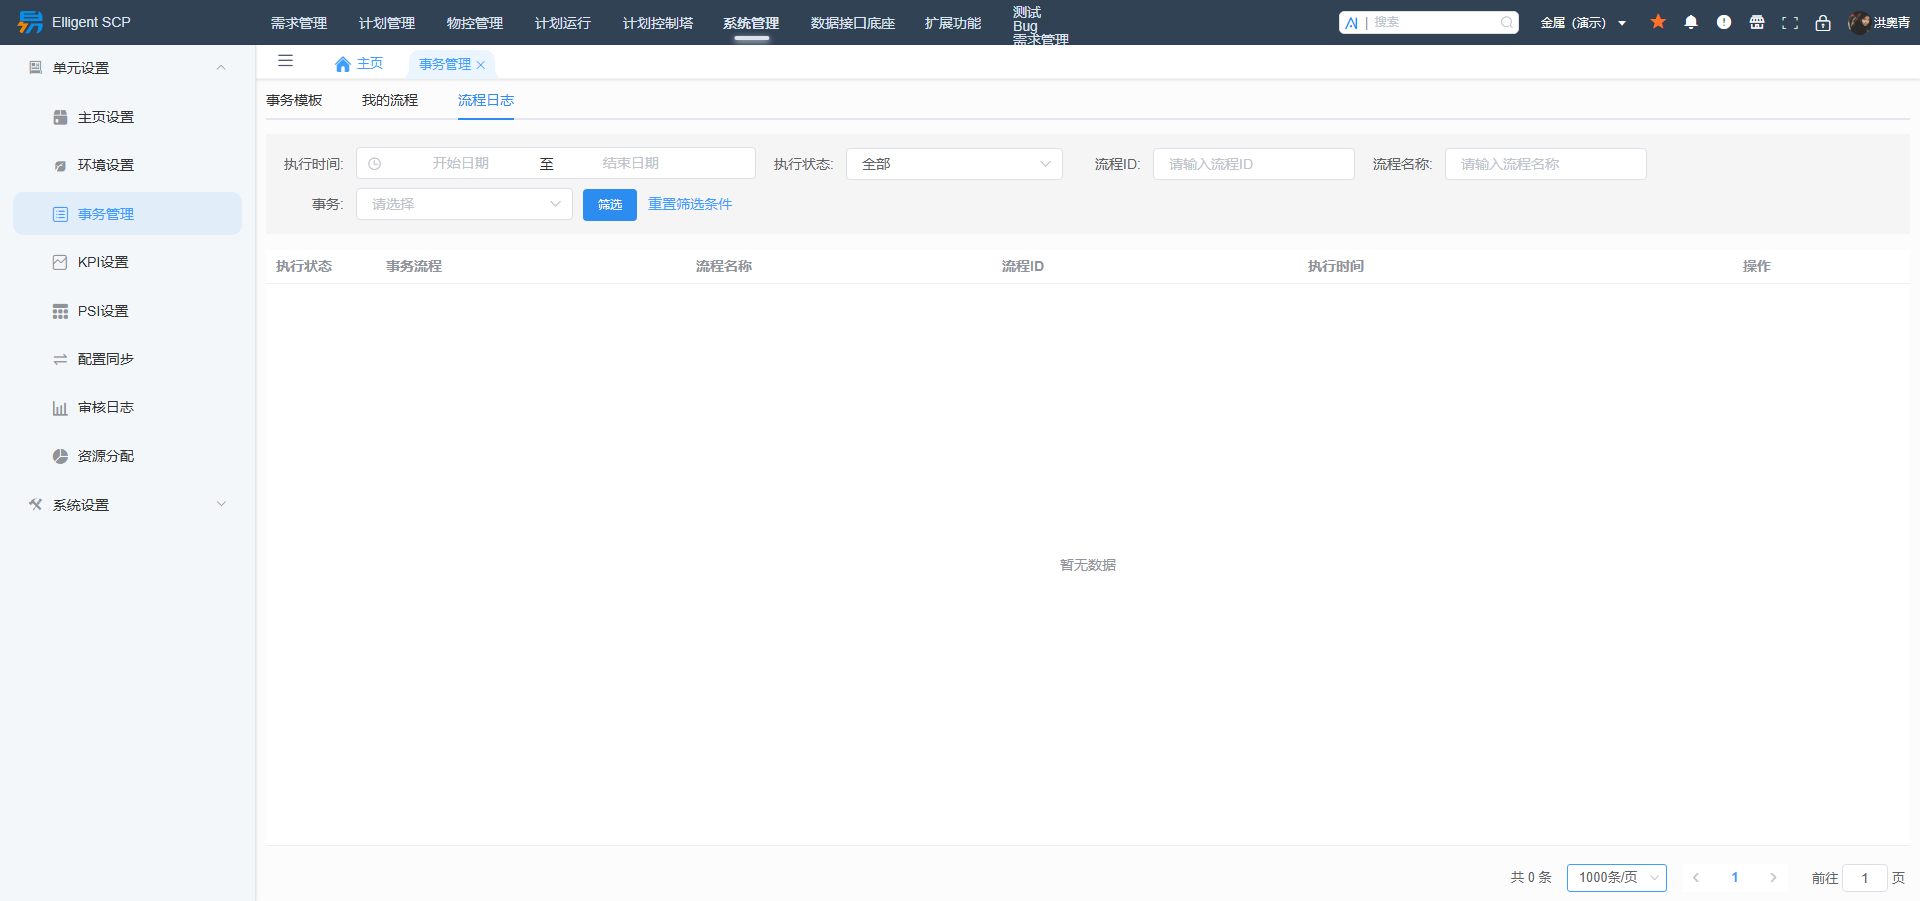 Elligent SCP
需求管理
计划管理
物控管理
计划运行
计划控制塔
系统管理
数据接口底座
扩展功能
测试
Bug
需求管理
AI | 搜索
金属（演示）
洪奥青
单元设置
主页设置
环境设置
事务管理
KPI设置
PSI设置
配置同步
审核日志
资源分配
系统设置
主页
事务管理
事务模板
我的流程
流程日志
执行时间:
开始日期
至
结束日期
执行状态:
全部
流程ID:
请输入流程ID
流程名称:
请输入流程名称
事务:
请选择
筛选
重置筛选条件
执行状态
事务流程
流程名称
流程ID
执行时间
操作
暂无数据
共 0 条
1000条/页
1
前往
1
页